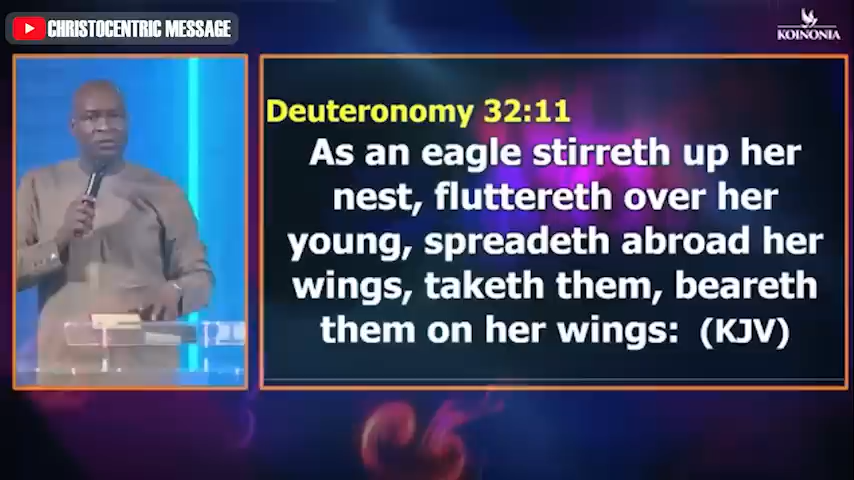 CHRISTOCENTRIC MESSAGE
KOINONIA
Deuteronomy 32:11
As an eagle stirreth up her
nest, fluttereth over her
young, spreadeth abroad her
wings, taketh them, beareth
them on her wings: (KJV)